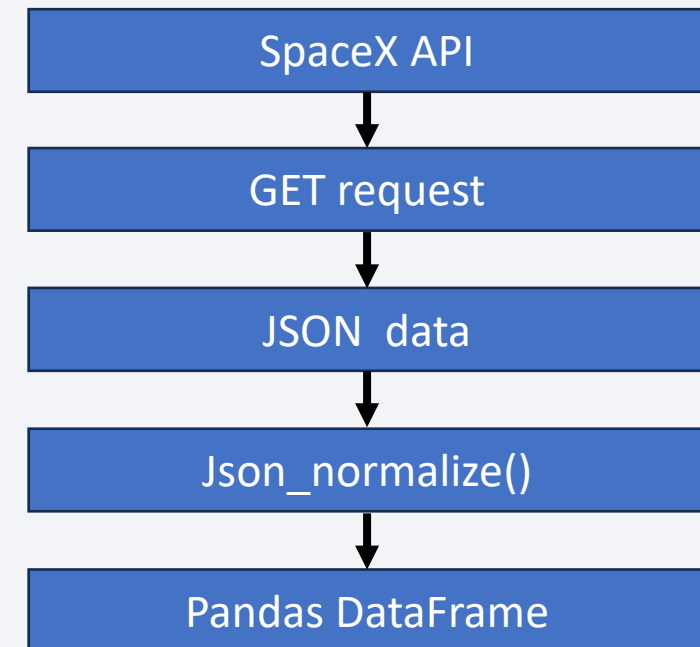 SpaceX API
GET request
JSON  data
Json_normalize()
Pandas DataFrame